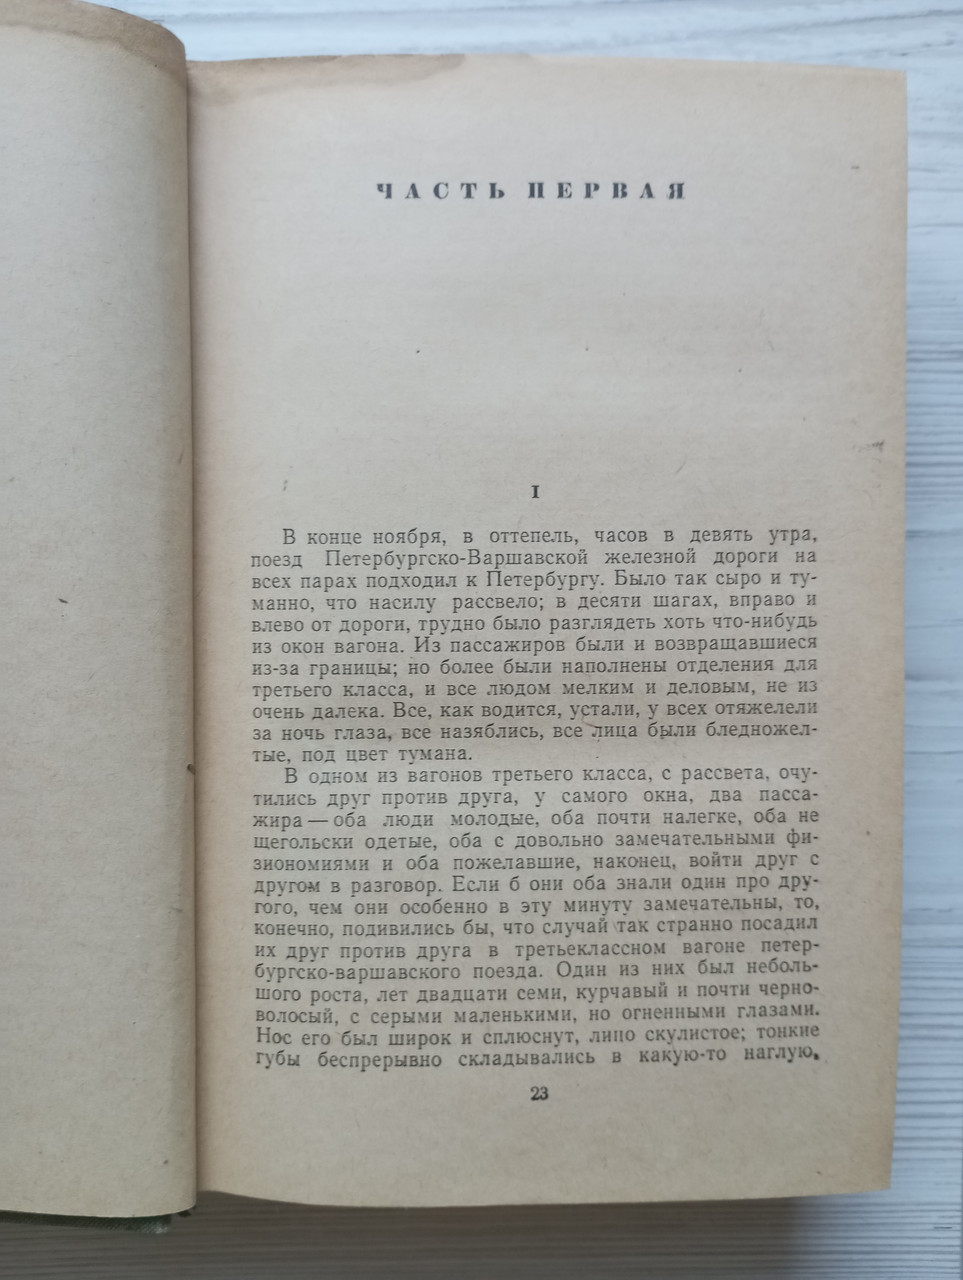 ЧАСТЬ ПЕРВАЯ
I
В конце ноября, в оттепель, часов в девять утра,
поезд Петербургско-Варшавской железной дороги на
всех парах подходил к Петербургу. Было так сыро и ту-
манно, что насилу рассвело; в десяти шагах, вправо и
влево от дороги, трудно было разглядеть хоть что-нибудь
из окон вагона. Из пассажиров были и возвращавшиеся
из-за границы; но более были наполнены отделения для
третьего класса, и все людом мелким и деловым, не из
очень далека. Все, как водится, устали, у всех отяжелели
за ночь глаза, все назяблись, все лица были бледножел-
тые, под цвет тумана.
В одном из вагонов третьего класса, с рассвета, очу-
тились друг против друга, у самого окна, два пасса-
жира — оба люди молодые, оба почти налегке, оба не
щегольски одетые, оба с довольно замечательными фи-
зиономиями и оба пожелавшие, наконец, войти друг с
другом в разговор. Если б они оба знали один про дру-
гого, чем они особенно в эту минуту замечательны, то,
конечно, подивились бы, что случай так странно посадил
их друг против друга в третьеклассном вагоне петер-
бургско-варшавского поезда. Один из них был неболь-
шого роста, лет двадцати семи, курчавый и почти черно-
волосый, с серыми маленькими, но огненными глазами.
Нос его был широк и сплюснут, лицо скулистое; тонкие
губы беспрерывно складывались в какую-то наглую,
23